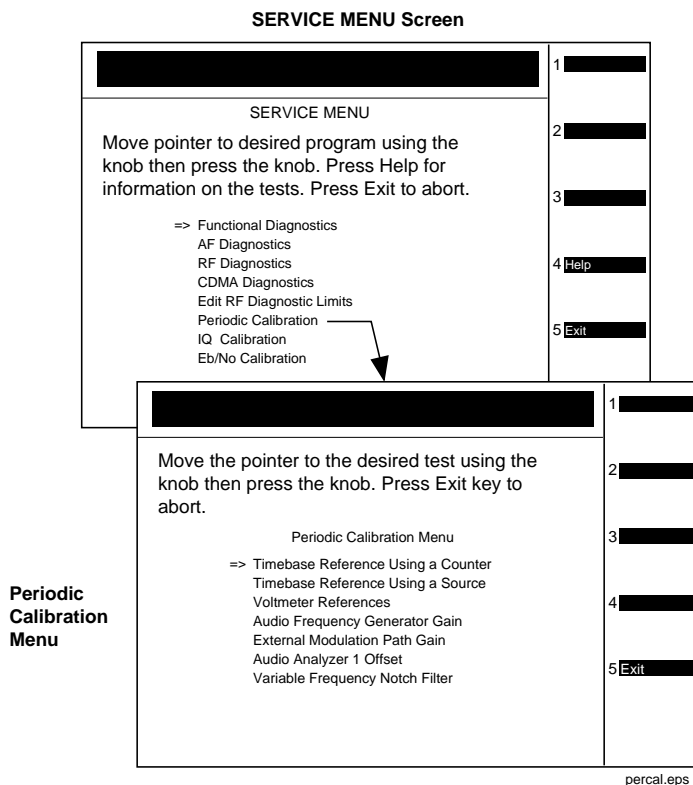 SERVICE MENU Screen
1
SERVICE MENU
2
Move pointer to desired program using the
knob then press the knob. Press Help for
information on the tests. Press Exit to abort.
3
=> Functional Diagnostics
AF Diagnostics
RF Diagnostics
4 Help
CDMA Diagnostics
Edit RF Diagnostic Limits
Periodic Calibration
5 Exit
IQ Calibration
Eb/No Calibration
1
Move the pointer to the desired test using the
knob then press the knob. Press Exit key to
abort.
2
Periodic Calibration Menu
3
=> Timebase Reference Using a Counter
Timebase Reference Using a Source
Voltmeter References
4
Audio Frequency Generator Gain
External Modulation Path Gain
Audio Analyzer 1 Offset
5 Exit
Variable Frequency Notch Filter
Periodic
Calibration
Menu
percal.eps